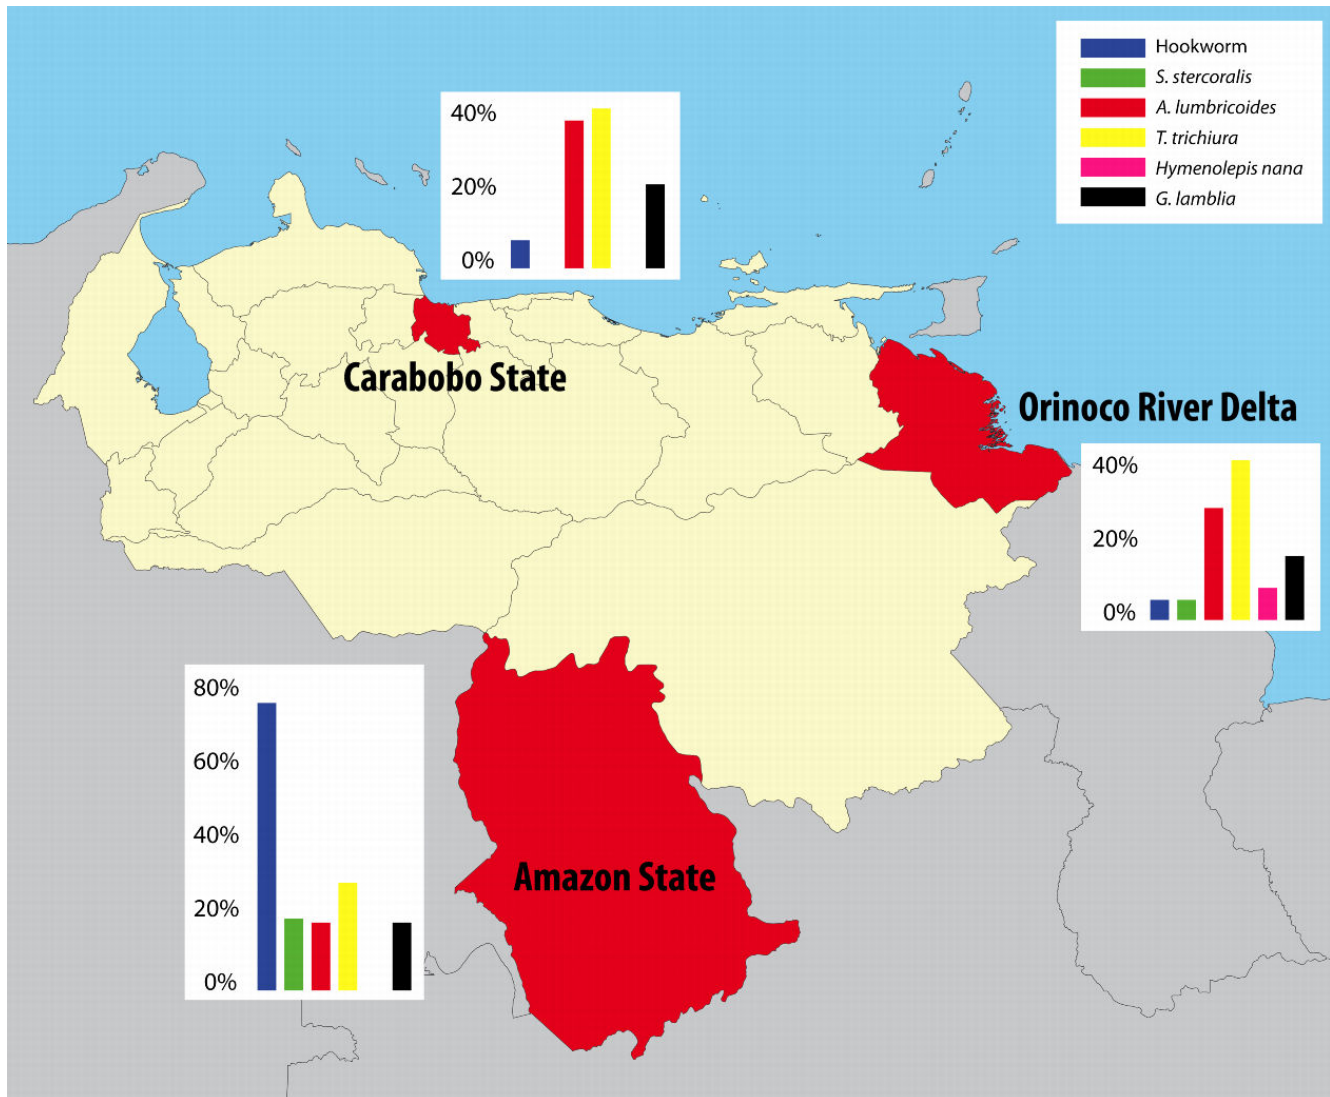 Hookworm
S. stercoralis
A. lumbricoides
T. trichiura
Hymenolepis nana
G. lamblia
40%
20%
0%
Carabobo State
Orinoco River Delta
40%
20%
0%
80%
60%
40%
20%
0%
Amazon State